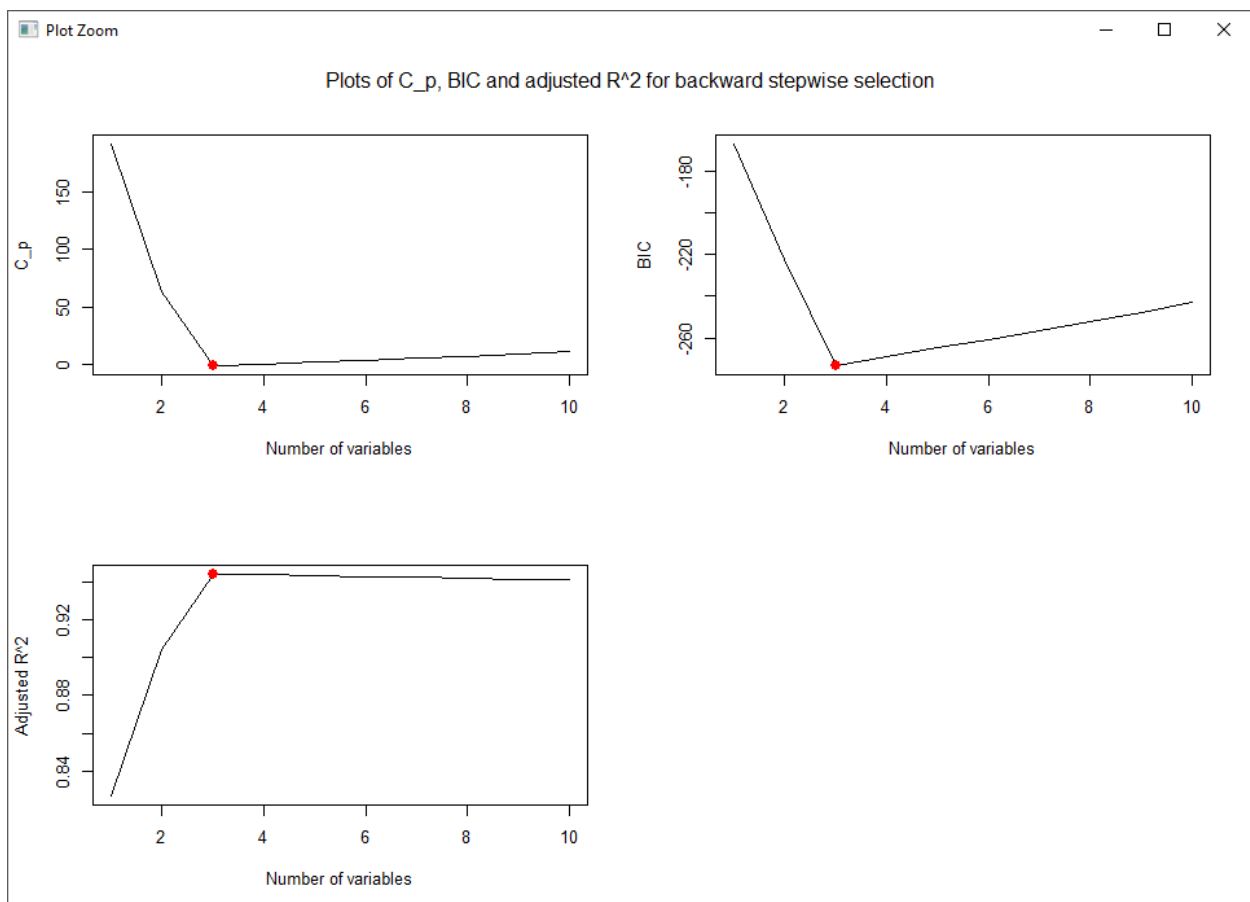 Plot Zoom
Plots of C_p, BIC and adjusted R^2 for backward stepwise selection
C_p
0
50
100
150
2 4 6 8 10
Number of variables
BIC
-260
-220
-180
2 4 6 8 10
Number of variables
Adjusted R^2
0.84
0.88
0.92
2 4 6 8 10
Number of variables